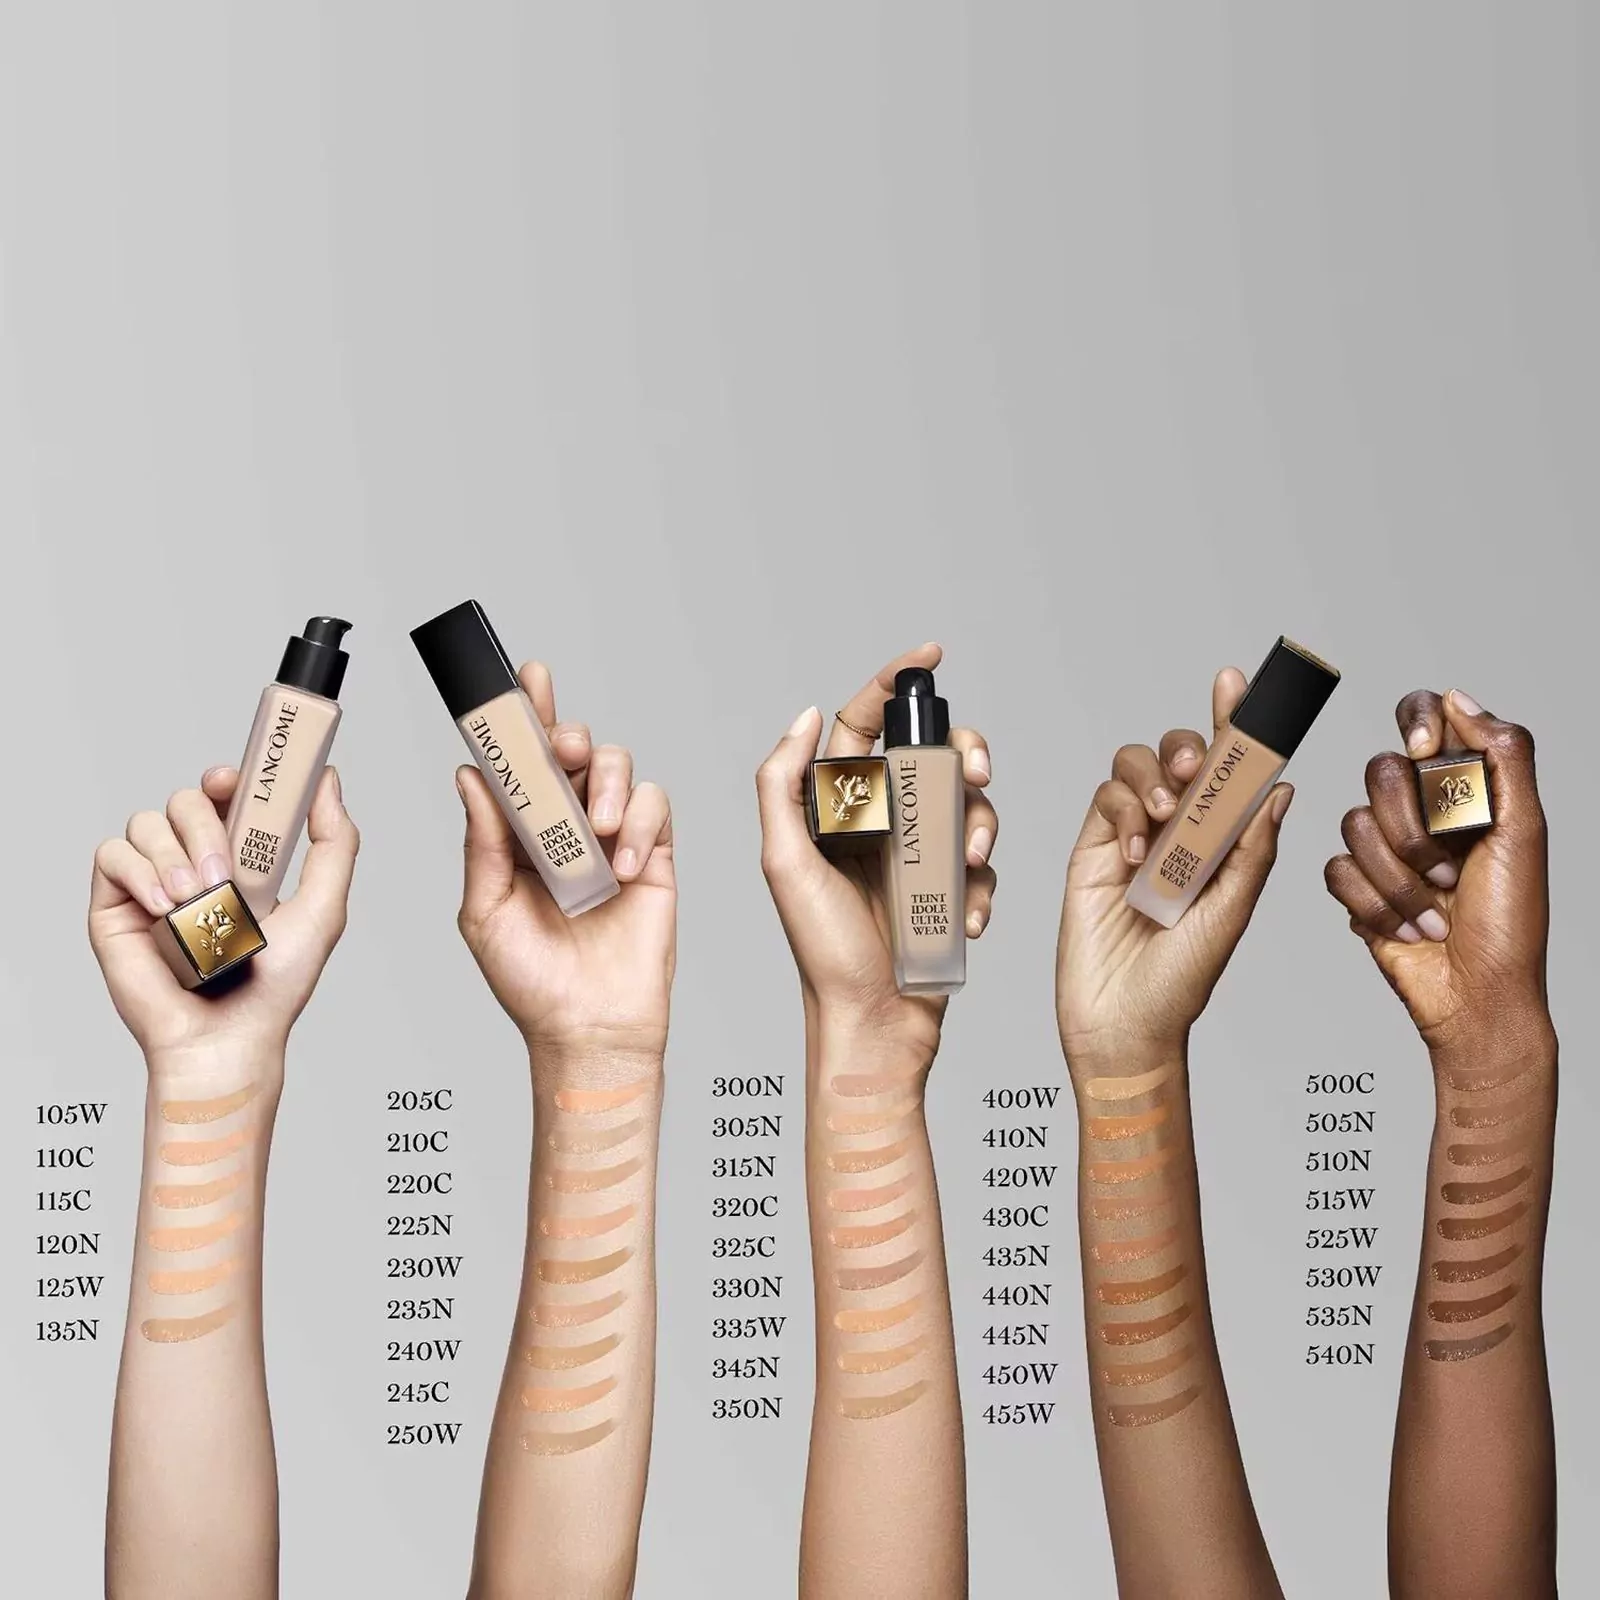 LANCÔME
TEINT
IDOLE
ULTRA
WEAR
LANCÔME
TEINT
IDOLE
ULTRA
WEAR
LANCÔME
TEINT
IDOLE
ULTRA
WEAR
LANCÔME
TEINT
IDOLE
ULTRA
WEAR
105W
110C
115C
120N
125W
135N
205C
210C
220C
225N
230W
235N
240W
245C
250W
300N
305N
315N
320C
325C
330N
335W
345N
350N
400W
410N
420W
430C
435N
440N
445N
450W
455W
500C
505N
510N
515W
525W
530W
535N
540N